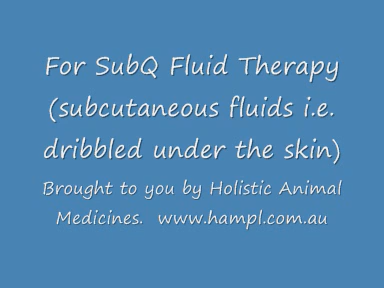 For SubQ Fluid Therapy
(subcutaneous fluids i.e.
dribbled under the skin)
Brought to you by Holistic Animal
Medicines.  www.hampl.com.au